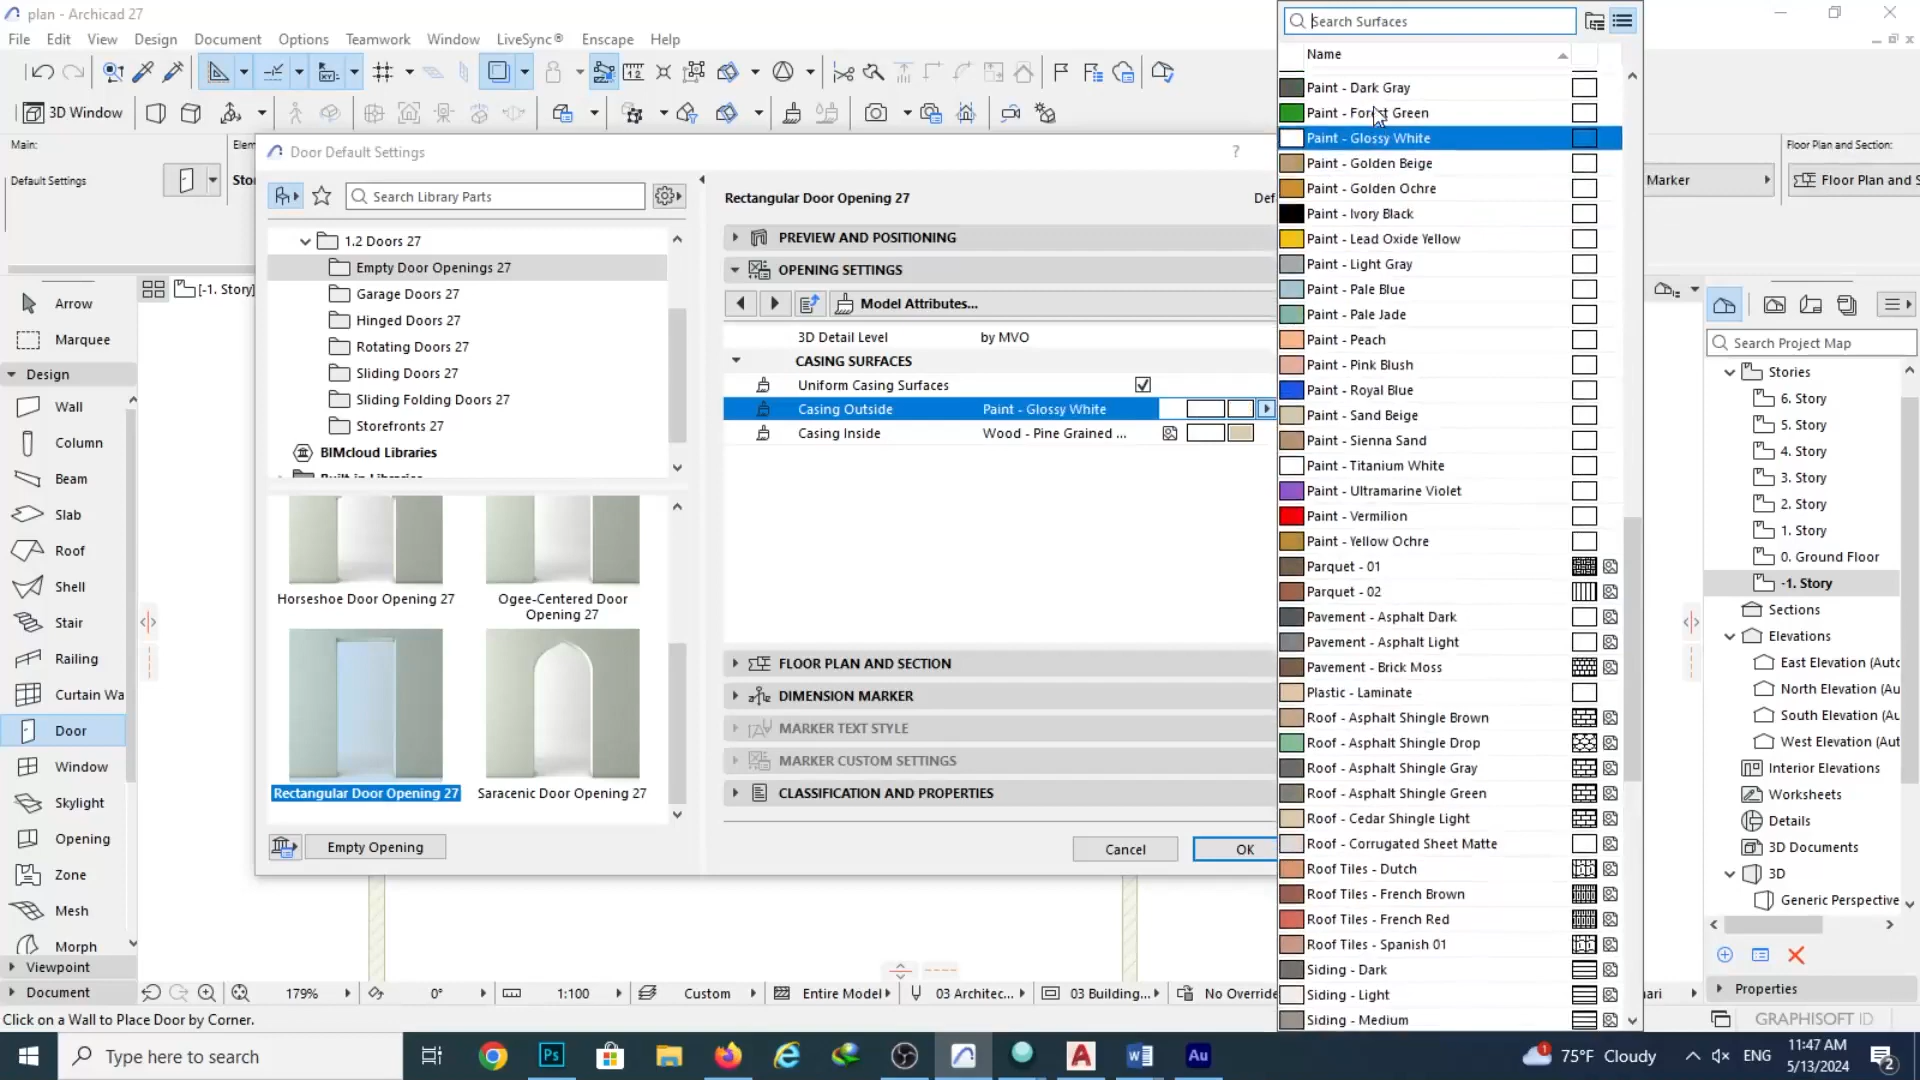 plan - Archicad 27
File Edit View Design Document Options Teamwork Window LiveSync® Enscape Help
3D Window
Main:
Default Settings
Elem
Sto
Marker
Floor Plan and Section:
Floor Plan and S
Door Default Settings
?
Search Library Parts
1.2 Doors 27
Empty Door Openings 27
Garage Doors 27
Hinged Doors 27
Rotating Doors 27
Sliding Doors 27
Sliding Folding Doors 27
Storefronts 27
BIMcloud Libraries
Horseshoe Door Opening 27
Ogee-Centered Door Opening 27
Rectangular Door Opening 27
Saracenic Door Opening 27
Empty Opening
Rectangular Door Opening 27
Def
PREVIEW AND POSITIONING
OPENING SETTINGS
Model Attributes...
3D Detail Level by MVO
CASING SURFACES
Uniform Casing Surfaces
Casing Outside Paint - Glossy White
Casing Inside Wood - Pine Grained ...
FLOOR PLAN AND SECTION
DIMENSION MARKER
MARKER TEXT STYLE
MARKER CUSTOM SETTINGS
CLASSIFICATION AND PROPERTIES
Cancel
OK
Search Surfaces
Name
Paint - Dark Gray
Paint - Forest Green
Paint - Glossy White
Paint - Golden Beige
Paint - Golden Ochre
Paint - Ivory Black
Paint - Lead Oxide Yellow
Paint - Light Gray
Paint - Pale Blue
Paint - Pale Jade
Paint - Peach
Paint - Pink Blush
Paint - Royal Blue
Paint - Sand Beige
Paint - Sienna Sand
Paint - Titanium White
Paint - Ultramarine Violet
Paint - Vermilion
Paint - Yellow Ochre
Parquet - 01
Parquet - 02
Pavement - Asphalt Dark
Pavement - Asphalt Light
Pavement - Brick Moss
Plastic - Laminate
Roof - Asphalt Shingle Brown
Roof - Asphalt Shingle Drop
Roof - Asphalt Shingle Gray
Roof - Asphalt Shingle Green
Roof - Cedar Shingle Light
Roof - Corrugated Sheet Matte
Roof Tiles - Dutch
Roof Tiles - French Brown
Roof Tiles - French Red
Roof Tiles - Spanish 01
Siding - Dark
Siding - Light
Siding - Medium
[-1. Story]
Arrow
Marquee
Design
Wall
Column
Beam
Slab
Roof
Shell
Stair
Railing
Curtain Wa
Door
Window
Skylight
Opening
Zone
Mesh
Morph
Viewpoint
Document
Search Project Map
Stories
6. Story
5. Story
4. Story
3. Story
2. Story
1. Story
0. Ground Floor
-1. Story
Sections
Elevations
East Elevation (Auto
North Elevation (Au
South Elevation (Au
West Elevation (Aut
Interior Elevations
Worksheets
Details
3D Documents
3D
Generic Perspective
Properties
179% 0° 1:100 Custom Entire Model 03 Architec... 03 Building... No Override
Click on a Wall to Place Door by Corner.
GRAPHISOFT ID
Type here to search
75°F Cloudy
ENG
11:47 AM
5/13/2024
2